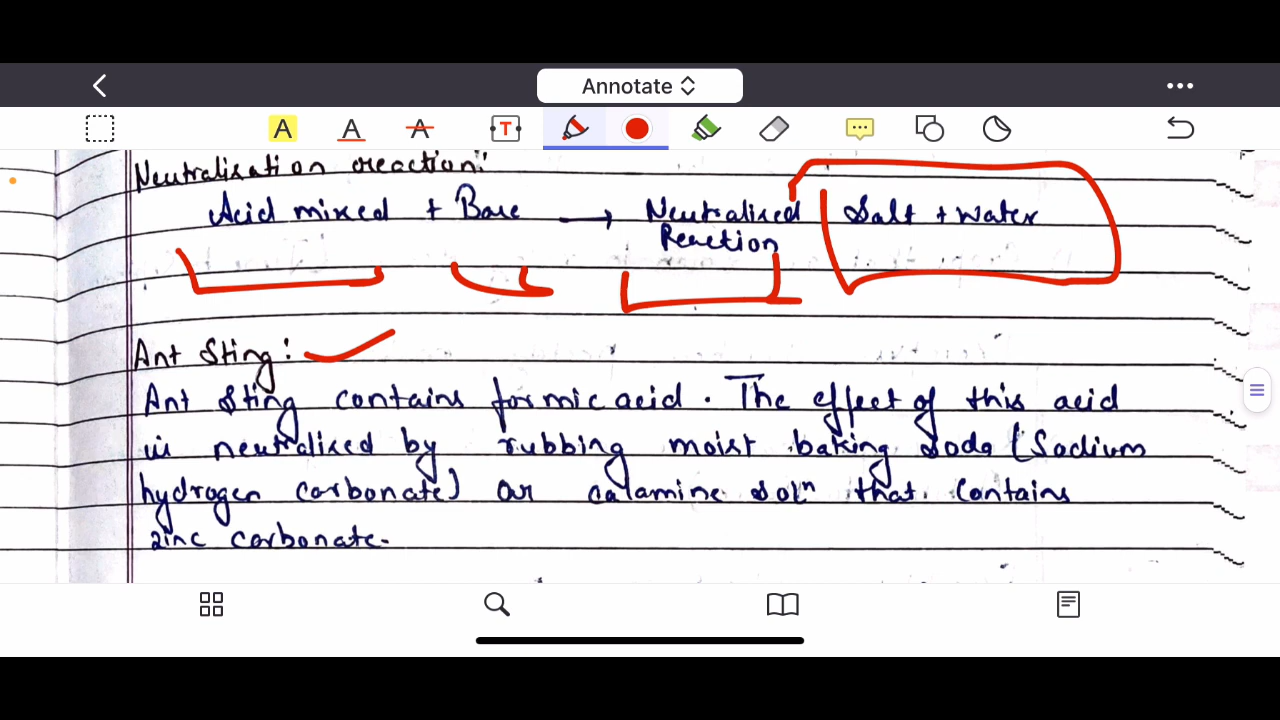 Annotate
A A A T
Neutralisation reaction:
Acid mixed + Base → Neutralised Salt + Water
Reaction
Ant Sting:
Ant Sting contains formic acid. The effect of this acid
is neutralised by rubbing moist baking soda (Sodium
hydrogen carbonate) or calamine solⁿ that contains
zinc carbonate.